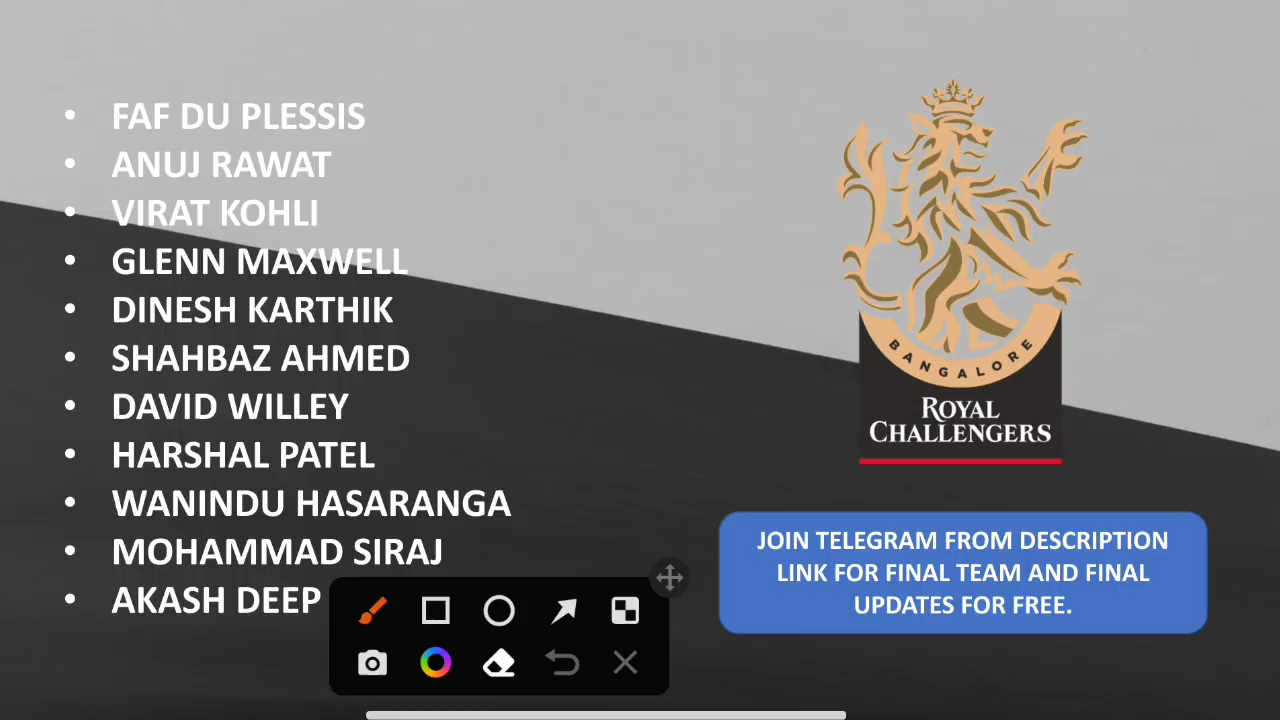 • FAF DU PLESSIS
• ANUJ RAWAT
• VIRAT KOHLI
• GLENN MAXWELL
• DINESH KARTHIK
• SHAHBAZ AHMED
• DAVID WILLEY
• HARSHAL PATEL
• WANINDU HASARANGA
• MOHAMMAD SIRAJ
• AKASH DEEP
BANGALORE
ROYAL
CHALLENGERS
JOIN TELEGRAM FROM DESCRIPTION
LINK FOR FINAL TEAM AND FINAL
UPDATES FOR FREE.